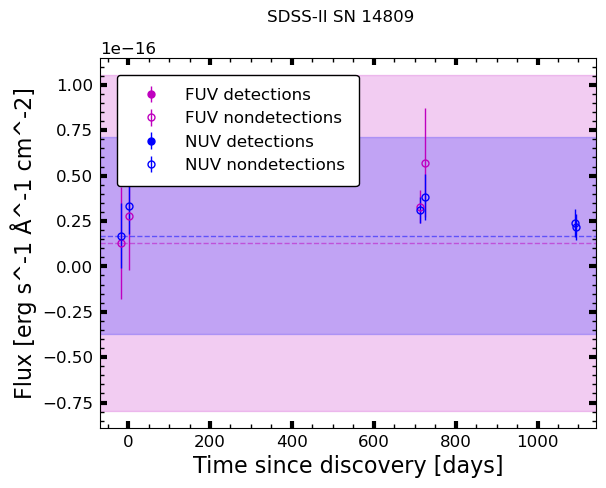 SDSS-II SN 14809
1e−16
FUV detections
FUV nondetections
NUV detections
NUV nondetections
1.00
0.75
0.50
0.25
0.00
−0.25
−0.50
−0.75
Flux [erg s^-1 Å^-1 cm^-2]
0 200 400 600 800 1000
Time since discovery [days]